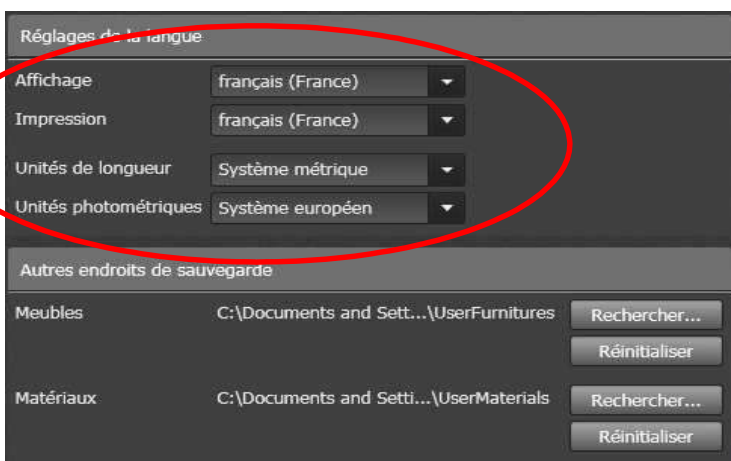 Réglages de la langue
Affichage français (France)
Impression français (France)
Unités de longueur Système métrique
Unités photométriques Système européen
Autres endroits de sauvegarde
Meubles C:\Documents and Sett...\UserFurnitures Rechercher...
Réinitialiser
Matériaux C:\Documents and Setti...\UserMaterials Rechercher...
Réinitialiser